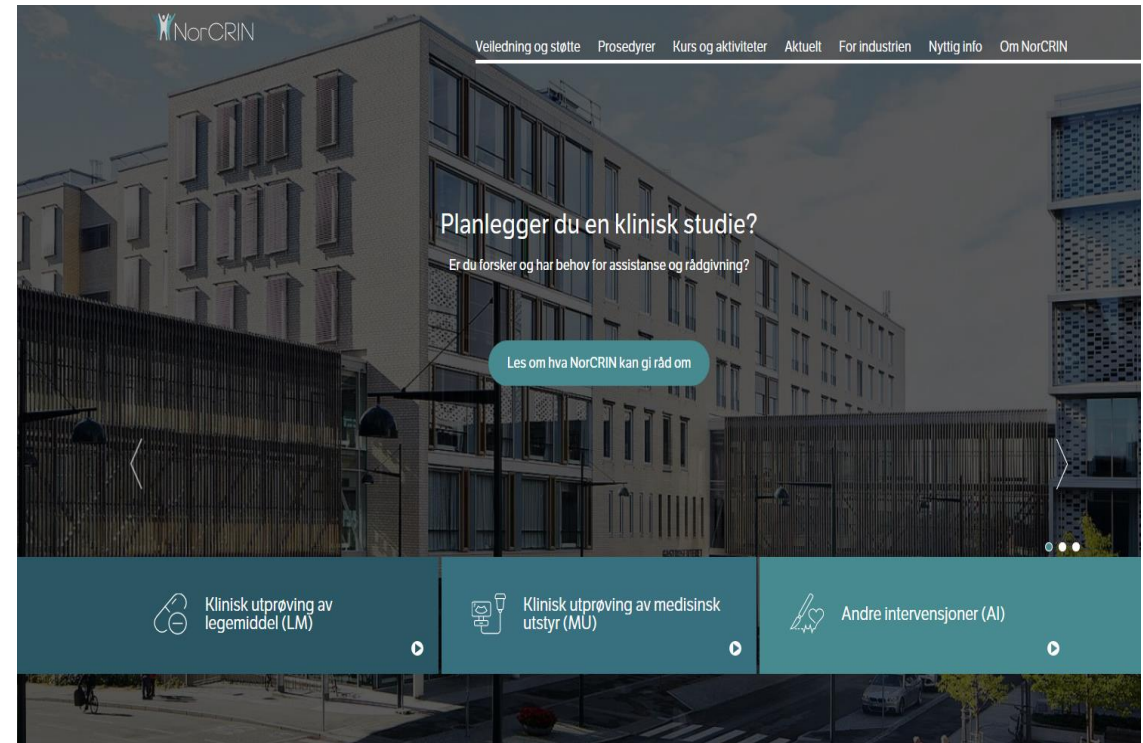 NorCRIN
Veiledning og støtte Prosedyrer Kurs og aktiviteter Aktuelt For industrien Nyttig info Om NorCRIN
Planlegger du en klinisk studie?
Er du forsker og har behov for assistanse og rådgivning?
Les om hva NorCRIN kan gi råd om
Klinisk utprøving av
legemiddel (LM)
Klinisk utprøving av medisinsk
utstyr (MU)
Andre intervensjoner (AI)